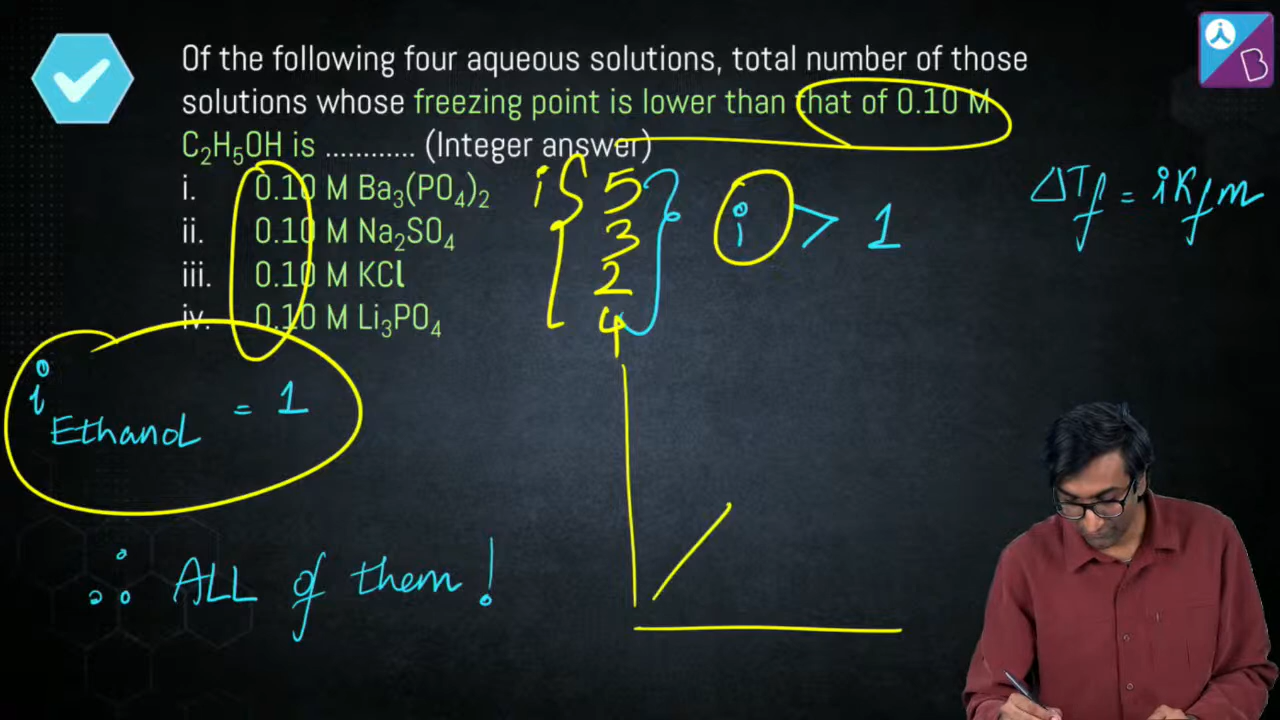 Of the following four aqueous solutions, total number of those
solutions whose freezing point is lower than that of 0.10 M
C₂H₅OH is ............ (Integer answer)
i. 0.10 M Ba₃(PO₄)₂
ii. 0.10 M Na₂SO₄
iii. 0.10 M KCl
iv. 0.10 M Li₃PO₄
i { 5
3
2
4
i > 1
ΔTf = i Kf m
i Ethanol = 1
∴ ALL of them!
B